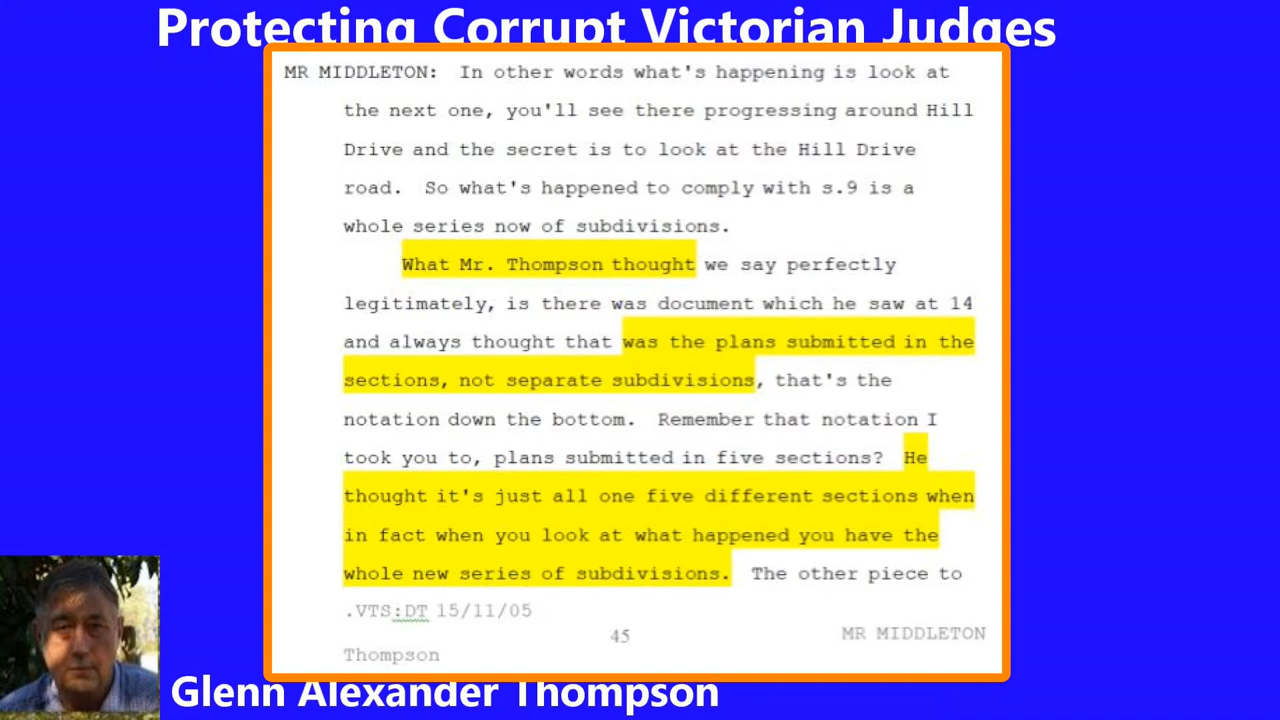 Protecting Corrupt Victorian Judges
MR MIDDLETON: In other words what's happening is look at
the next one, you'll see there progressing around Hill
Drive and the secret is to look at the Hill Drive
road. So what's happened to comply with s.9 is a
whole series now of subdivisions.
What Mr. Thompson thought we say perfectly
legitimately, is there was document which he saw at 14
and always thought that was the plans submitted in the
sections, not separate subdivisions, that's the
notation down the bottom. Remember that notation I
took you to, plans submitted in five sections? He
thought it's just all one five different sections when
in fact when you look at what happened you have the
whole new series of subdivisions. The other piece to
.VTS:DT 15/11/05
45
MR MIDDLETON
Thompson
Glenn Alexander Thompson